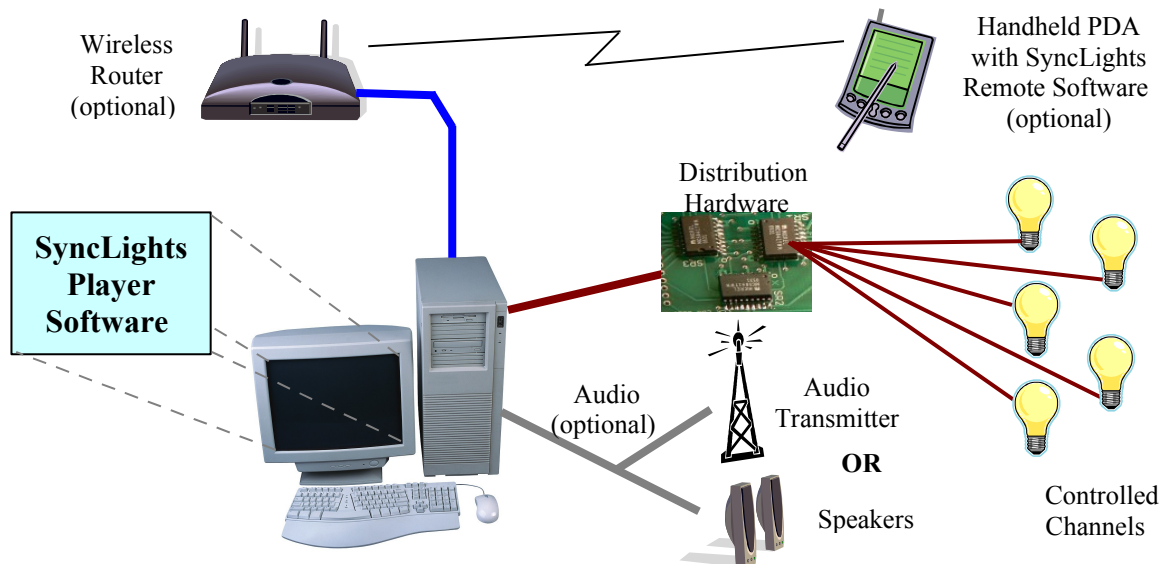 Wireless
Router
(optional)
Handheld PDA
with SyncLights
Remote Software
(optional)
Distribution
Hardware
SyncLights
Player
Software
Audio
(optional)
Audio
Transmitter
OR
Speakers
Controlled
Channels
SP3